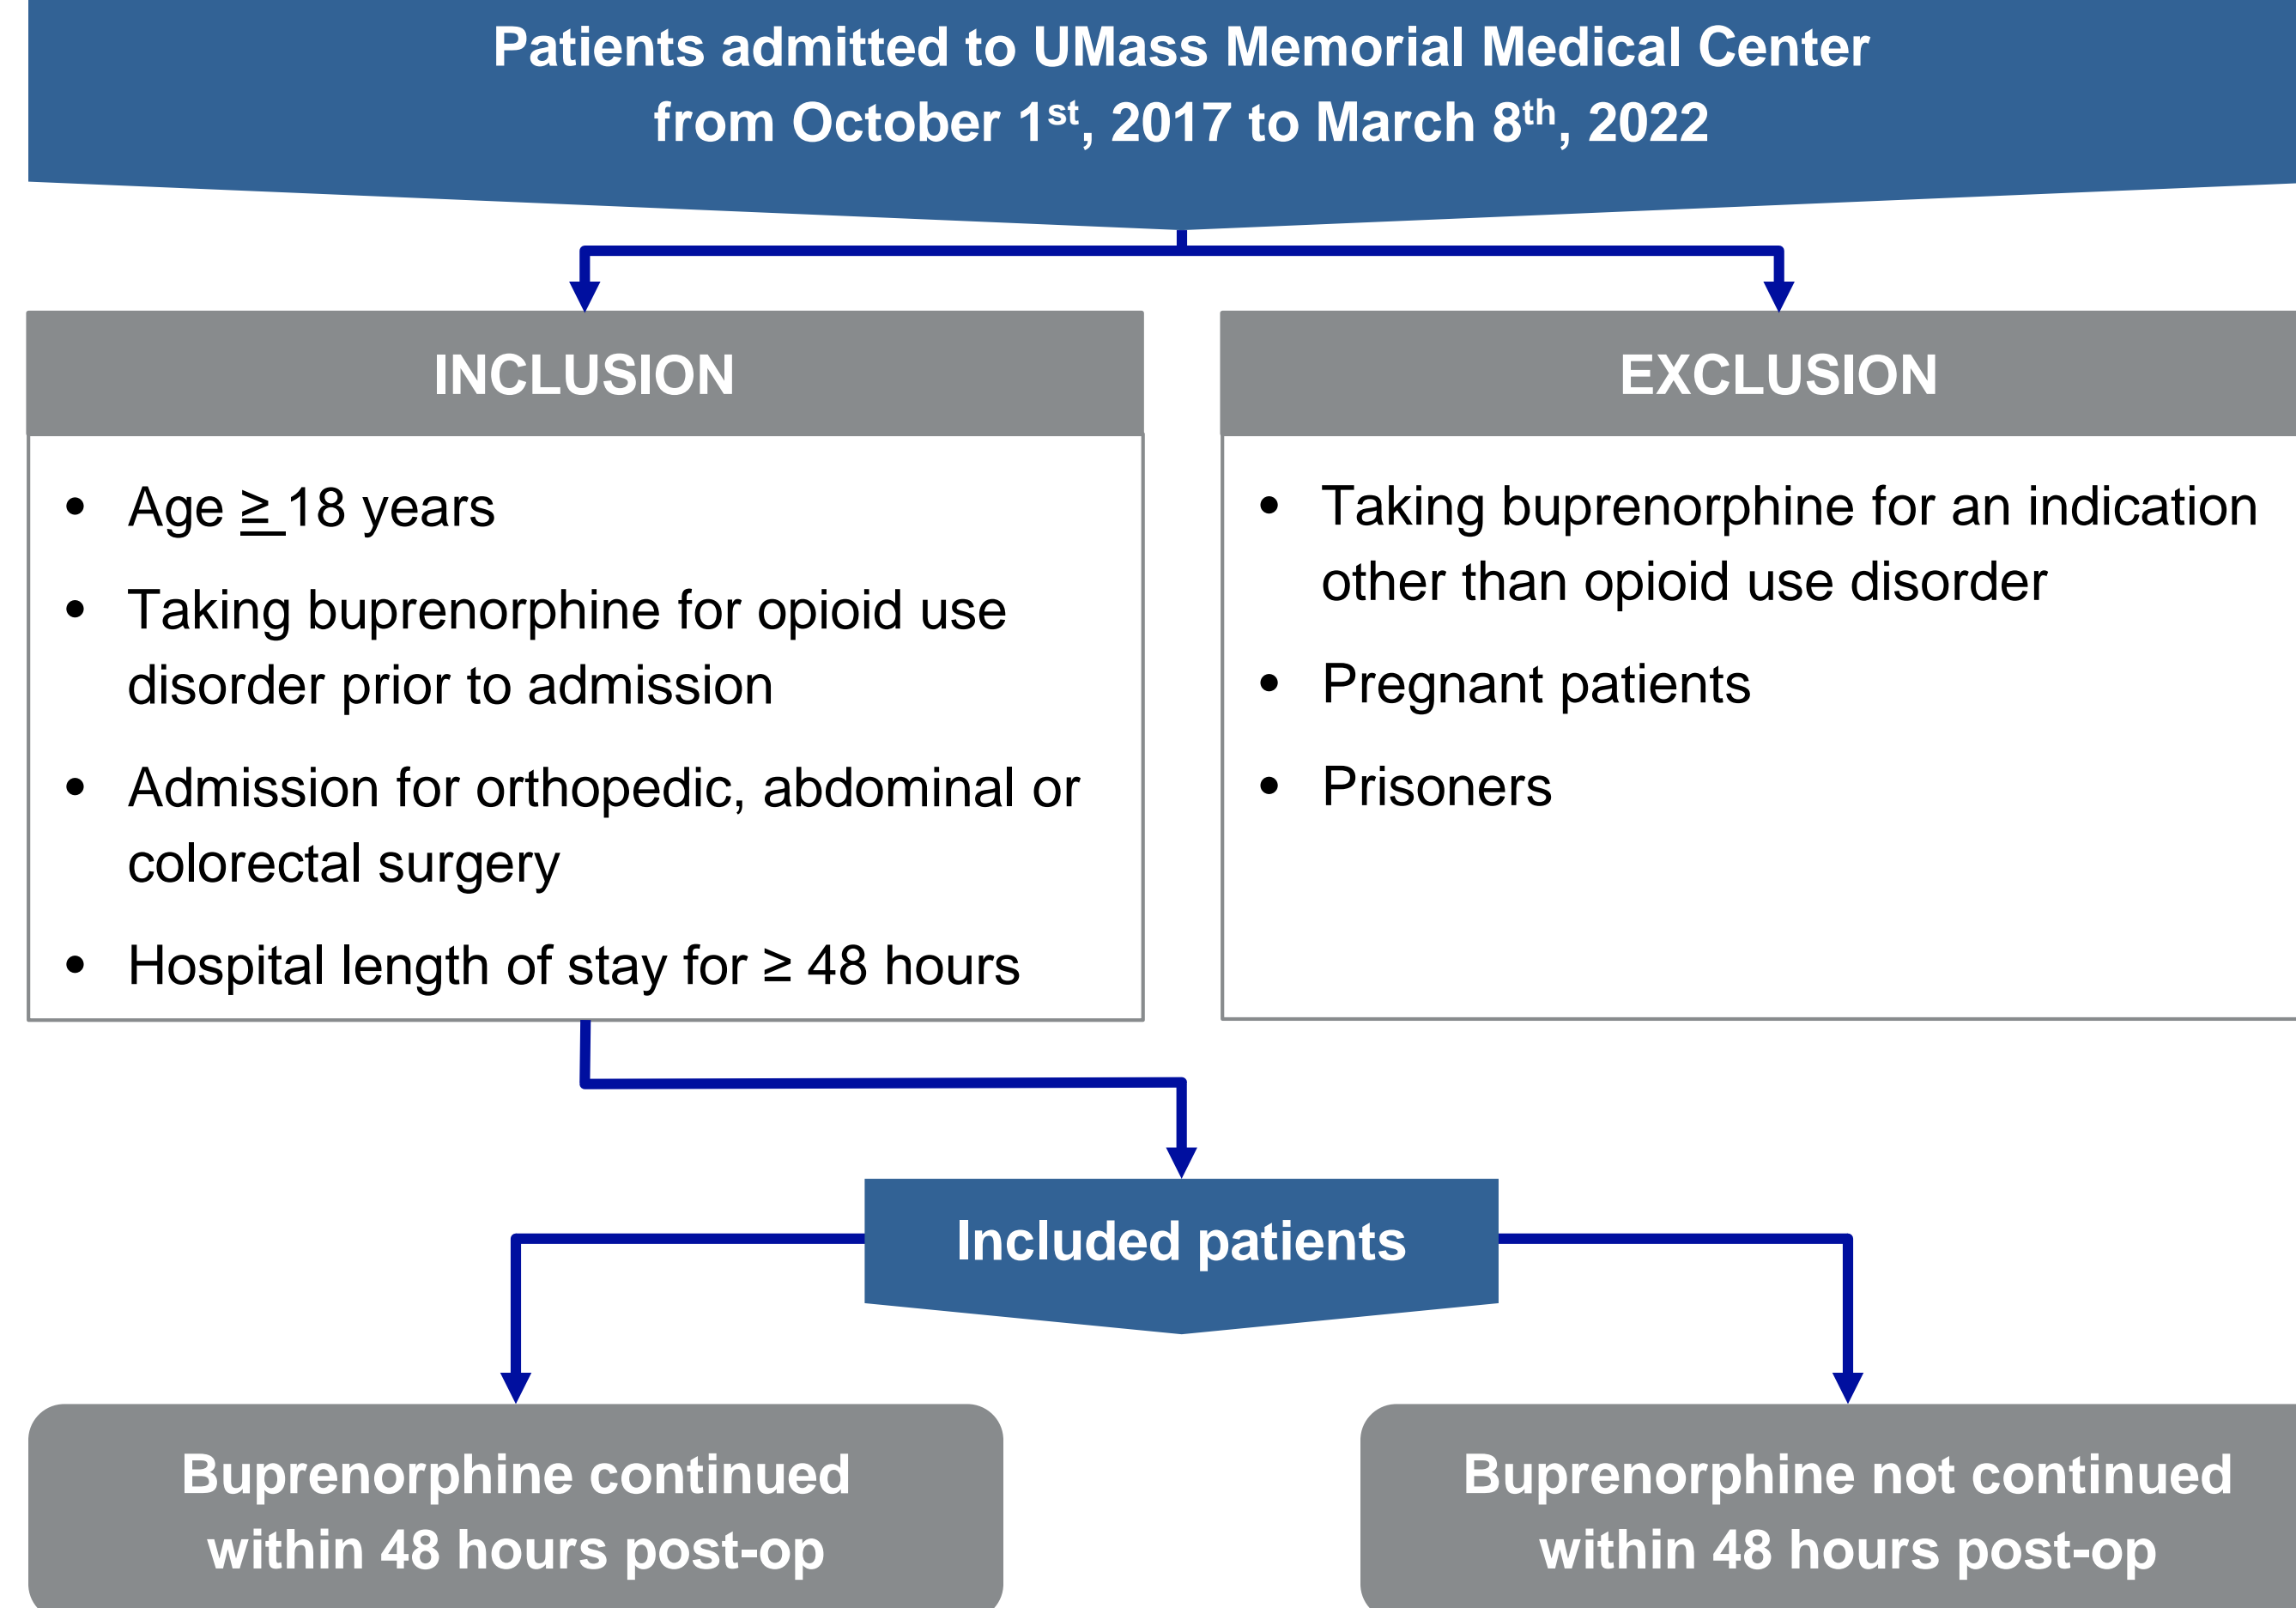 Patients admitted to UMass Memorial Medical Center
from October 1st, 2017 to March 8th, 2022
INCLUSION
• Age ≥ 18 years
• Taking buprenorphine for opioid use
disorder prior to admission
• Admission for orthopedic, abdominal or
colorectal surgery
• Hospital length of stay for ≥ 48 hours
EXCLUSION
• Taking buprenorphine for an indication
other than opioid use disorder
• Pregnant patients
• Prisoners
Included patients
Buprenorphine continued
within 48 hours post-op
Buprenorphine not continued
within 48 hours post-op